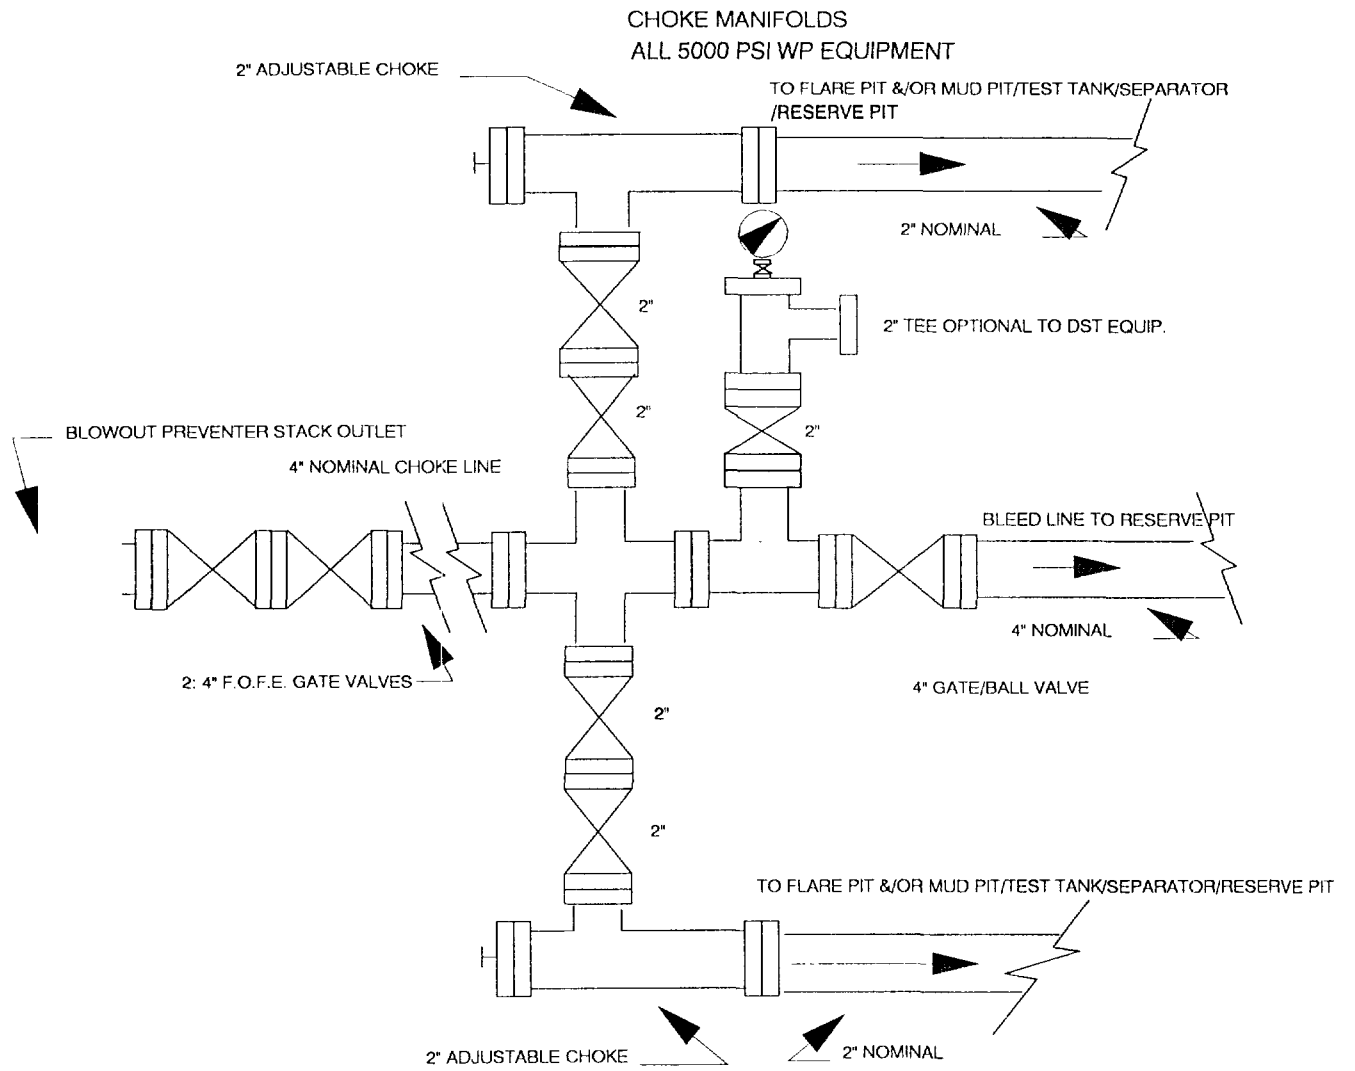 CHOKE MANIFOLDS
ALL 5000 PSI WP EQUIPMENT
2" ADJUSTABLE CHOKE
TO FLARE PIT &/OR MUD PIT/TEST TANK/SEPARATOR
/RESERVE PIT
2" NOMINAL
2"
2" TEE OPTIONAL TO DST EQUIP.
2"
2"
BLOWOUT PREVENTER STACK OUTLET
4" NOMINAL CHOKE LINE
BLEED LINE TO RESERVE PIT
4" NOMINAL
2: 4" F.O.F.E. GATE VALVES
4" GATE/BALL VALVE
2"
2"
TO FLARE PIT &/OR MUD PIT/TEST TANK/SEPARATOR/RESERVE PIT
2" ADJUSTABLE CHOKE
2" NOMINAL